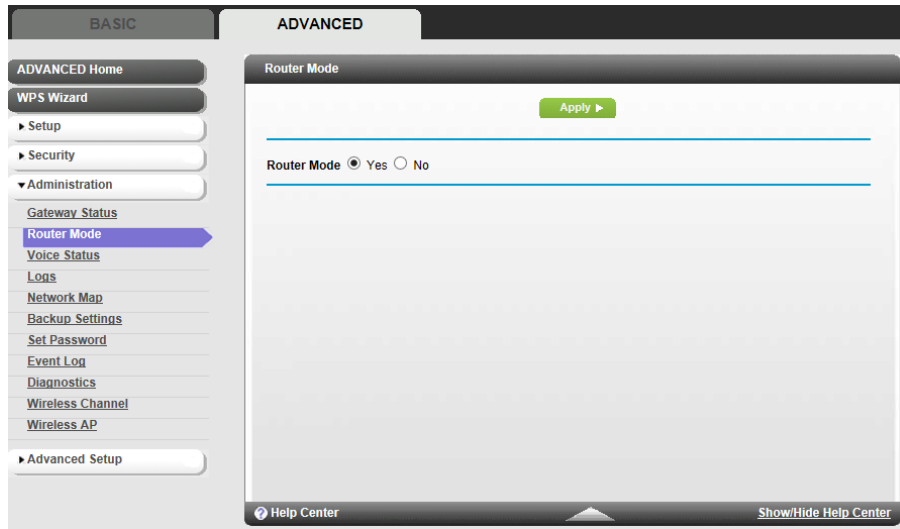 BASIC
ADVANCED
ADVANCED Home
WPS Wizard
Setup
Security
Administration
Gateway Status
Router Mode
Voice Status
Logs
Network Map
Backup Settings
Set Password
Event Log
Diagnostics
Wireless Channel
Wireless AP
Advanced Setup
Router Mode
Apply
Router Mode Yes No
Help Center
Show/Hide Help Center